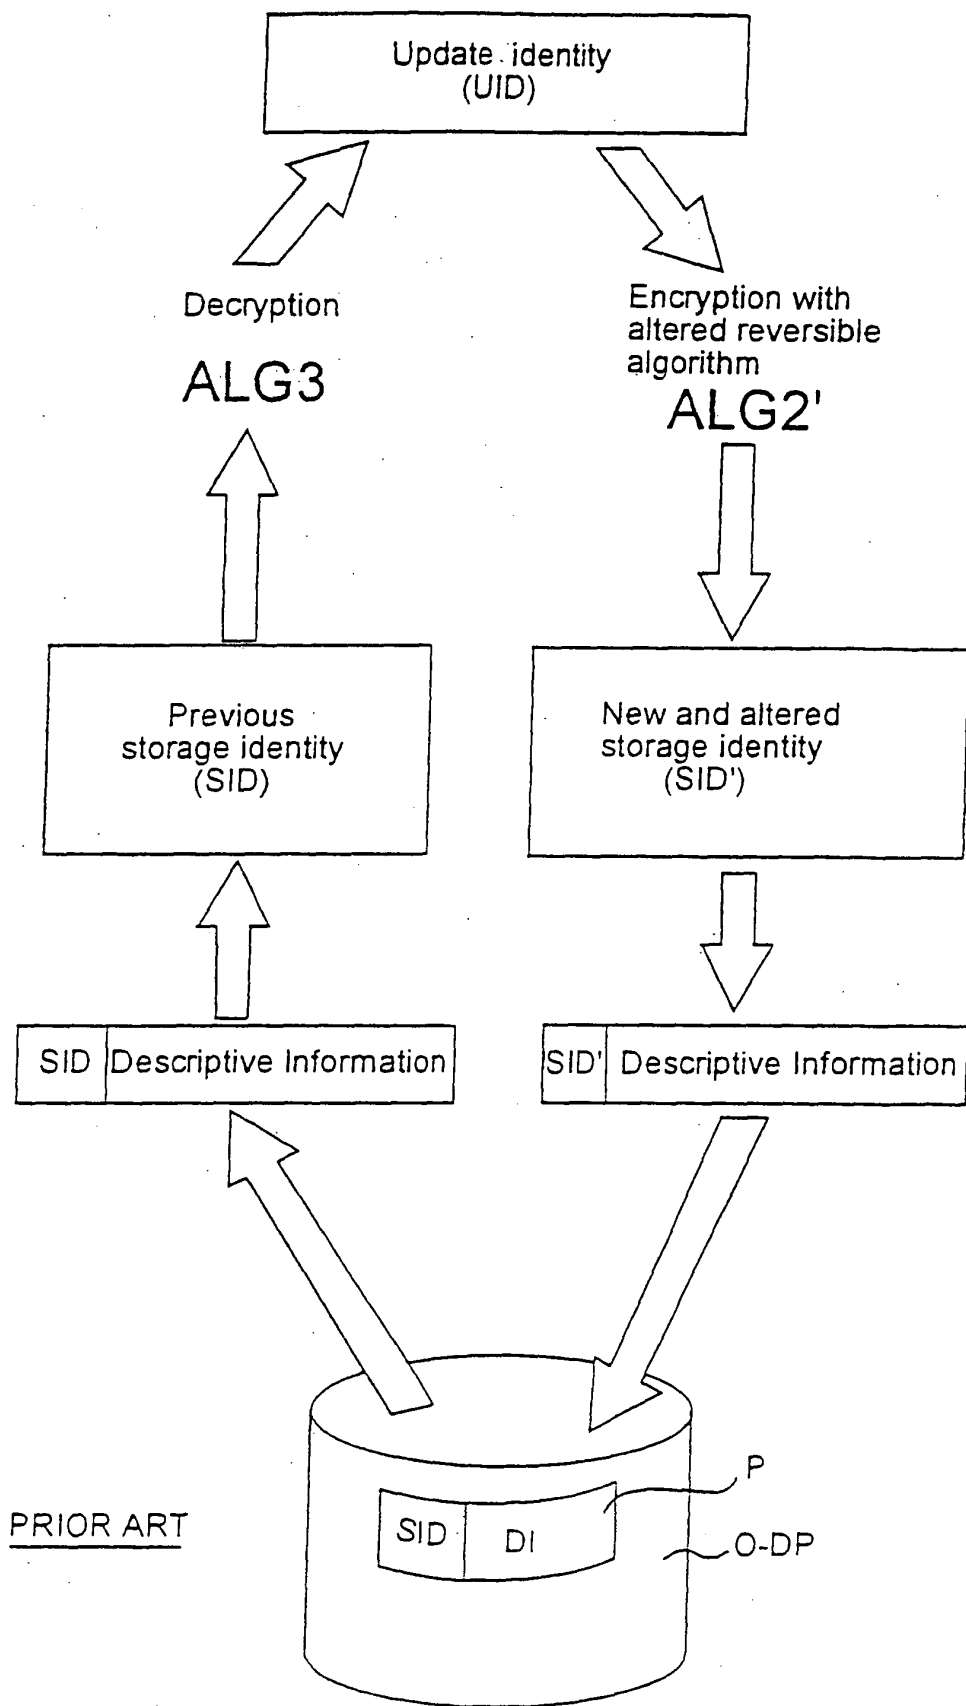 Update identity
(UID)
Decryption
ALG3
Encryption with
altered reversible
algorithm
ALG2'
Previous
storage identity
(SID)
New and altered
storage identity
(SID')
SID Descriptive Information
SID' Descriptive Information
P
SID DI
O-DP
PRIOR ART